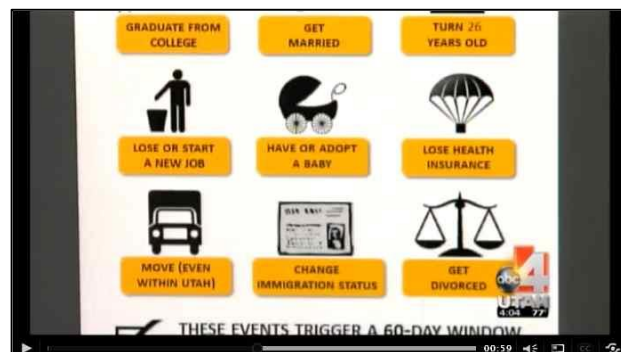 GRADUATE FROM
COLLEGE
GET
MARRIED
TURN 26
YEARS OLD
LOSE OR START
A NEW JOB
HAVE OR ADOPT
A BABY
LOSE HEALTH
INSURANCE
MOVE (EVEN
WITHIN UTAH)
CHANGE
IMMIGRATION STATUS
GET
DIVORCED
abc 4
UTAH
4:04 77°
THESE EVENTS TRIGGER A 60-DAY WINDOW
00:59
CC